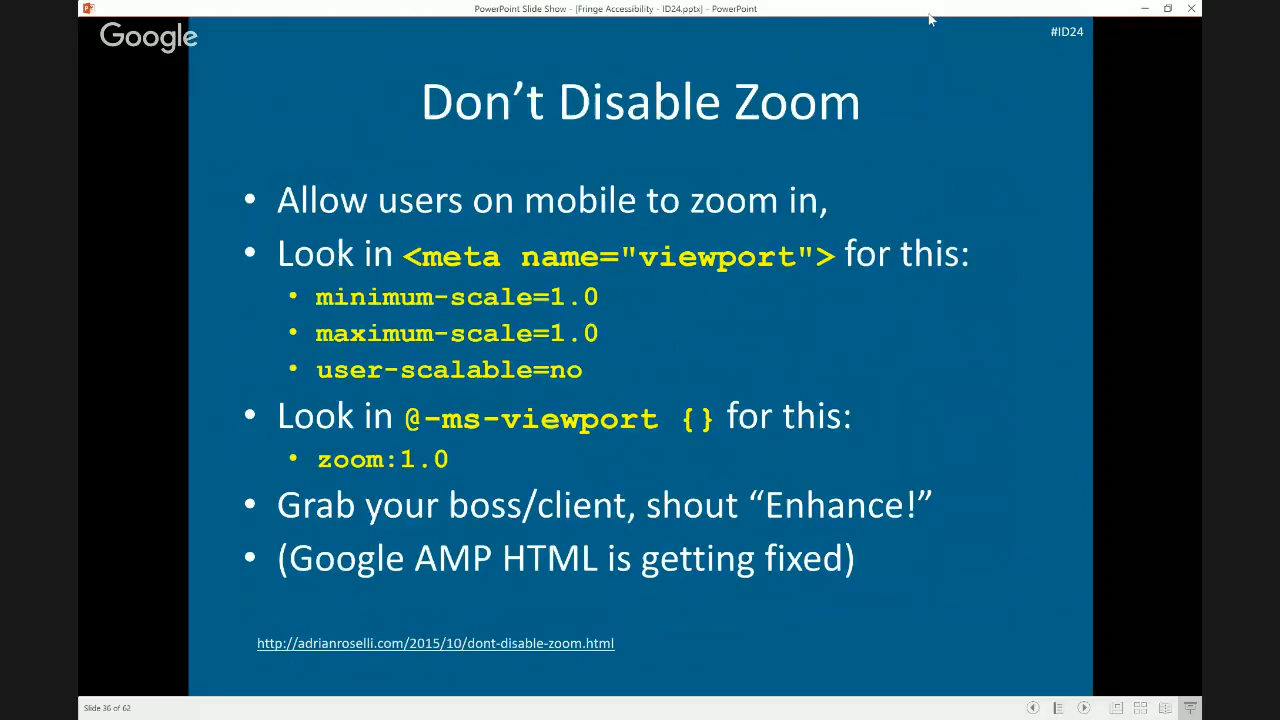 PowerPoint Slide Show - [Fringe Accessibility - ID24.pptx] - PowerPoint
Google
#ID24
Don’t Disable Zoom
• Allow users on mobile to zoom in,
• Look in <meta name="viewport"> for this:
• minimum-scale=1.0
• maximum-scale=1.0
• user-scalable=no
• Look in @-ms-viewport {} for this:
• zoom:1.0
• Grab your boss/client, shout “Enhance!”
• (Google AMP HTML is getting fixed)
http://adrianroselli.com/2015/10/dont-disable-zoom.html
Slide 36 of 62